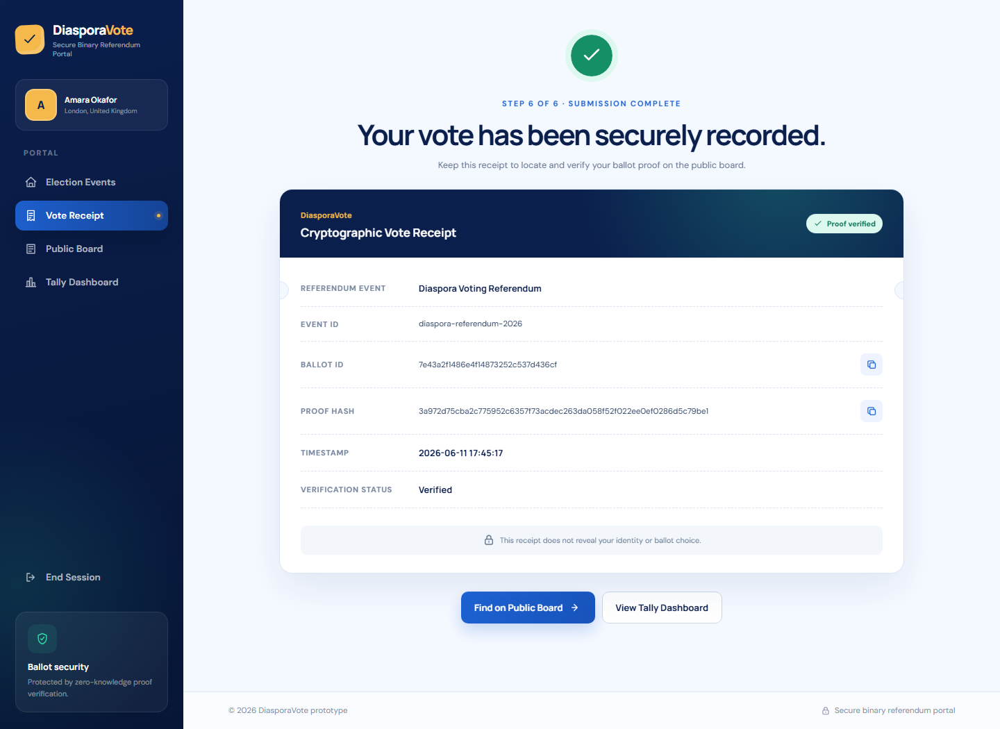 DiasporaVote
Secure Binary Referendum
Portal
A
Amara Okafor
London, United Kingdom
PORTAL
Election Events
Vote Receipt
Public Board
Tally Dashboard
End Session
Ballot security
Protected by zero-knowledge proof
verification.
STEP 6 OF 6 · SUBMISSION COMPLETE
Your vote has been securely recorded.
Keep this receipt to locate and verify your ballot proof on the public board.
DiasporaVote
Cryptographic Vote Receipt
Proof verified
REFERENDUM EVENT
Diaspora Voting Referendum
EVENT ID
diaspora-referendum-2026
BALLOT ID
7e43a2f1486e4f14873252c537d436cf
PROOF HASH
3a972d75cba2c775952c6357f73acdec263da058f52f022ee0ef0286d5c79be1
TIMESTAMP
2026-06-11 17:45:17
VERIFICATION STATUS
Verified
This receipt does not reveal your identity or ballot choice.
Find on Public Board
View Tally Dashboard
© 2026 DiasporaVote prototype
Secure binary referendum portal